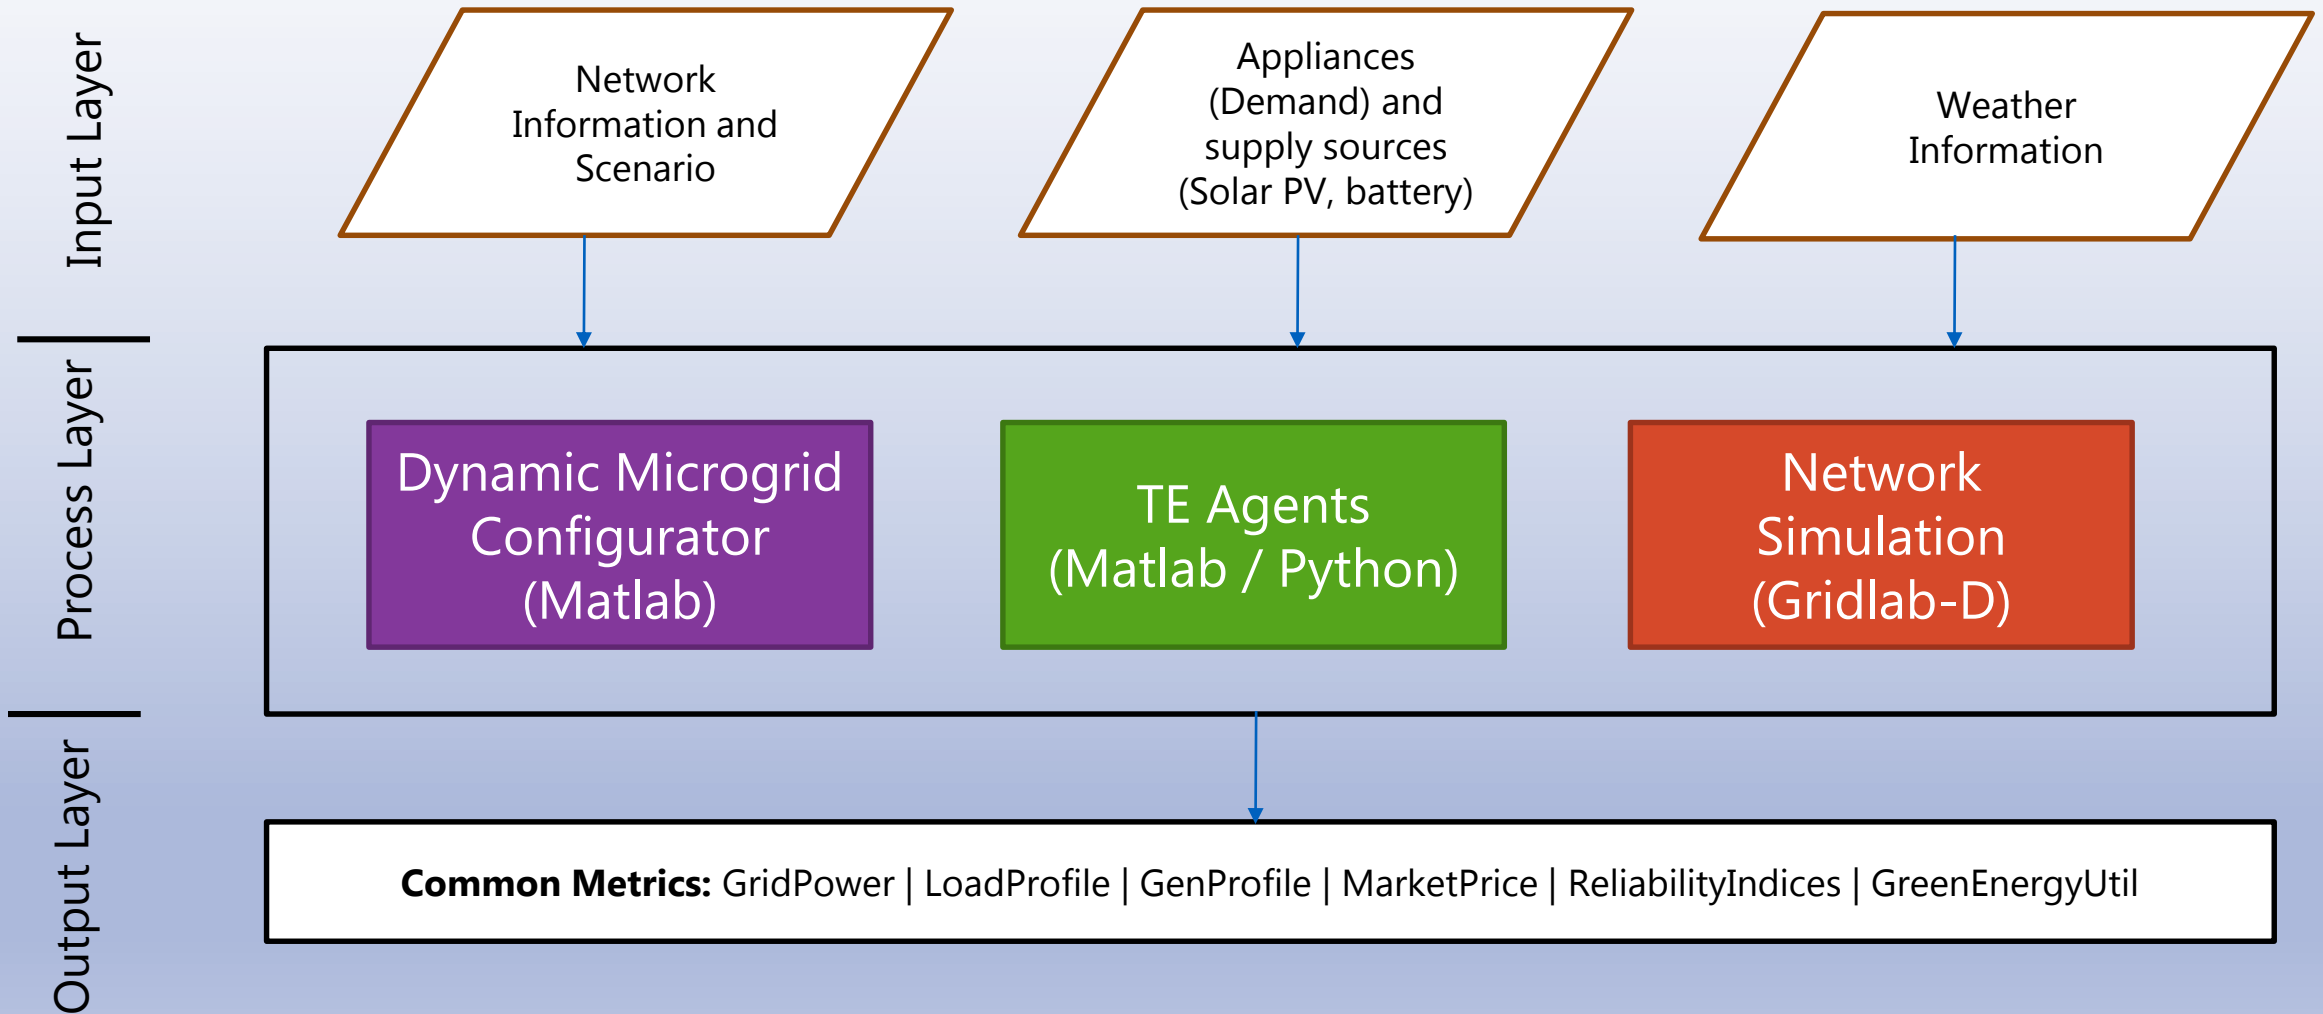 Input Layer
Network
Information and
Scenario
Appliances
(Demand) and
supply sources
(Solar PV, battery)
Weather
Information
Process Layer
Dynamic Microgrid
Configurator
(Matlab)
TE Agents
(Matlab / Python)
Network
Simulation
(Gridlab-D)
Output Layer
Common Metrics: GridPower | LoadProfile | GenProfile | MarketPrice | ReliabilityIndices | GreenEnergyUtil